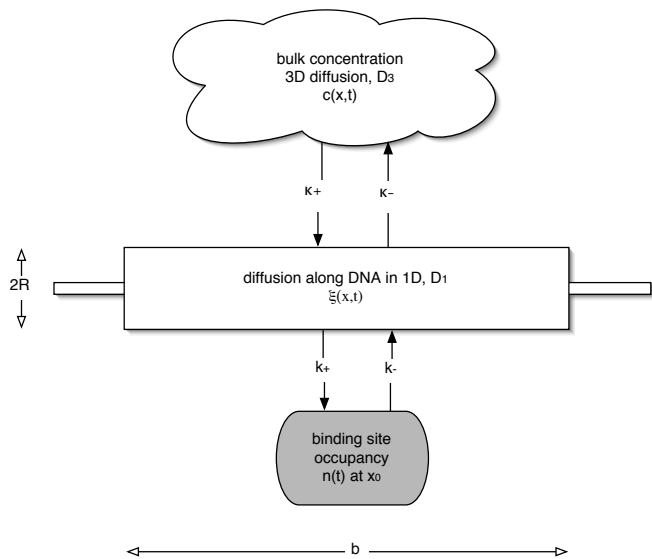 bulk concentration
3D diffusion, D3
c(x,t)
κ+
κ-
2R
diffusion along DNA in 1D, D1
ξ(x,t)
k+
k-
binding site
occupancy
n(t) at x0
b